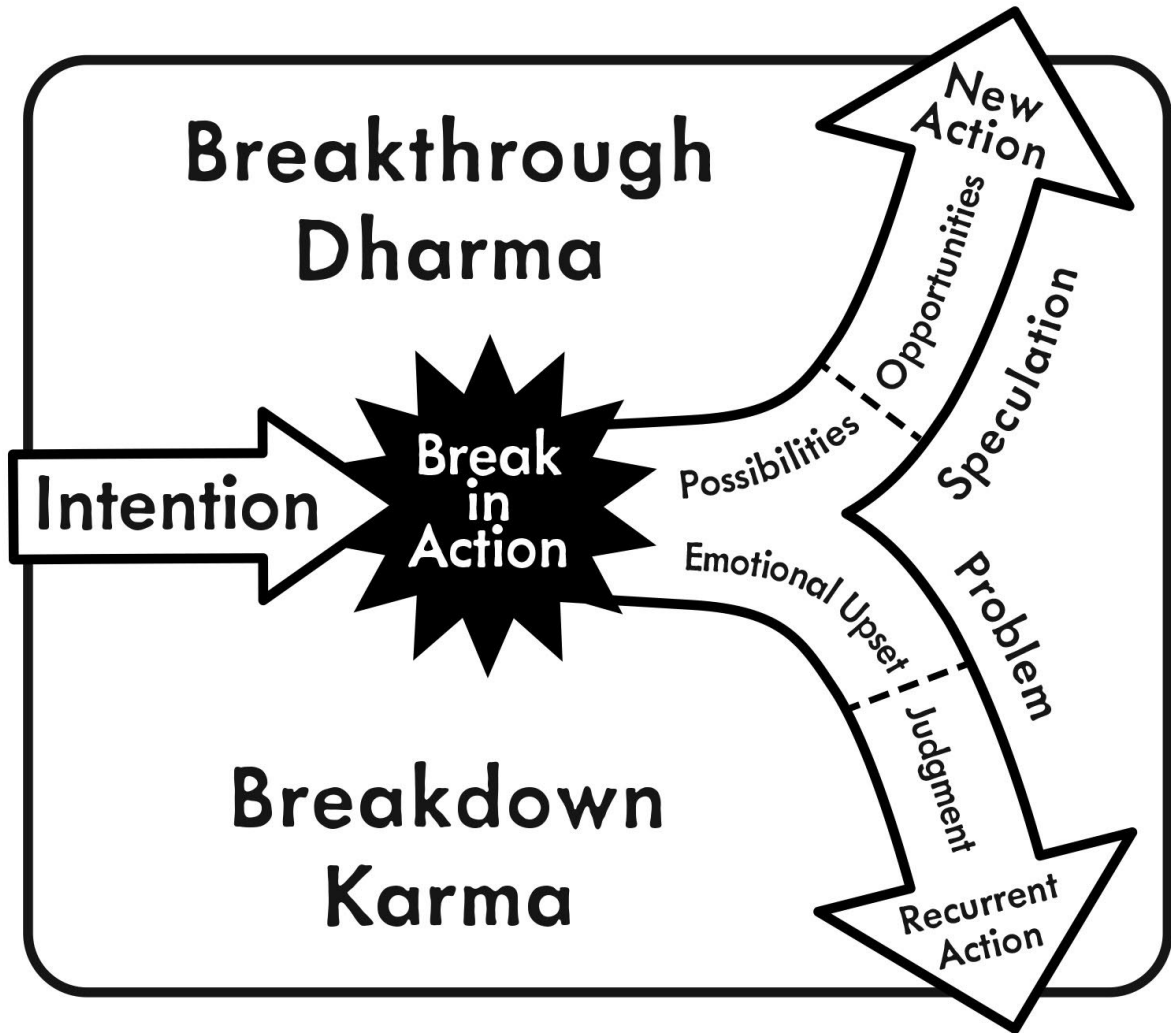 Breakthrough
Dharma
New
Action
Opportunities
Possibilities
Speculation
Intention
Break
in
Action
Emotional Upset
Problem
Judgment
Recurrent
Action
Breakdown
Karma